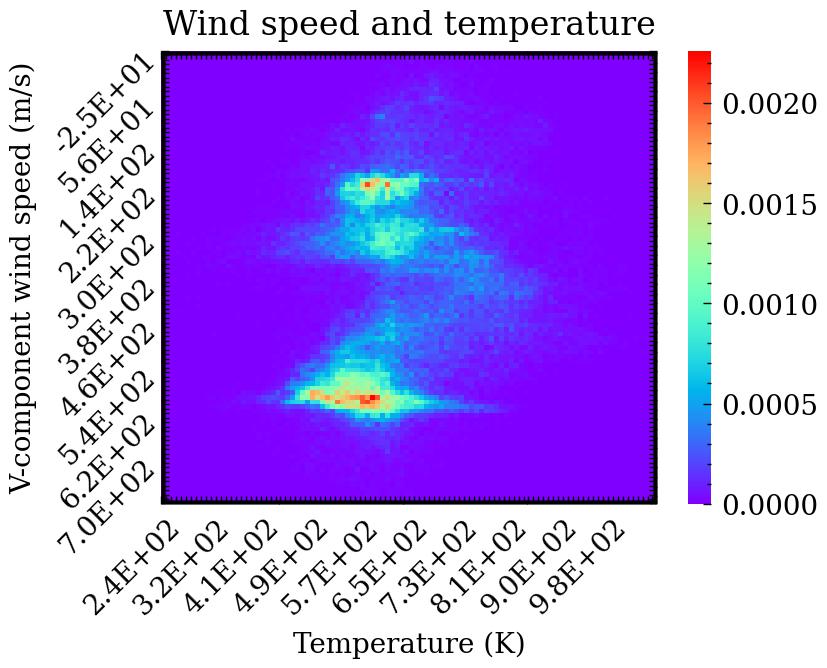 Wind speed and temperature
V-component wind speed (m/s)
-2.5E+01
5.6E+01
1.4E+02
2.2E+02
3.0E+02
3.8E+02
4.6E+02
5.4E+02
6.2E+02
7.0E+02
2.4E+02
3.2E+02
4.1E+02
4.9E+02
5.7E+02
6.5E+02
7.3E+02
8.1E+02
9.0E+02
9.8E+02
Temperature (K)
0.0020
0.0015
0.0010
0.0005
0.0000